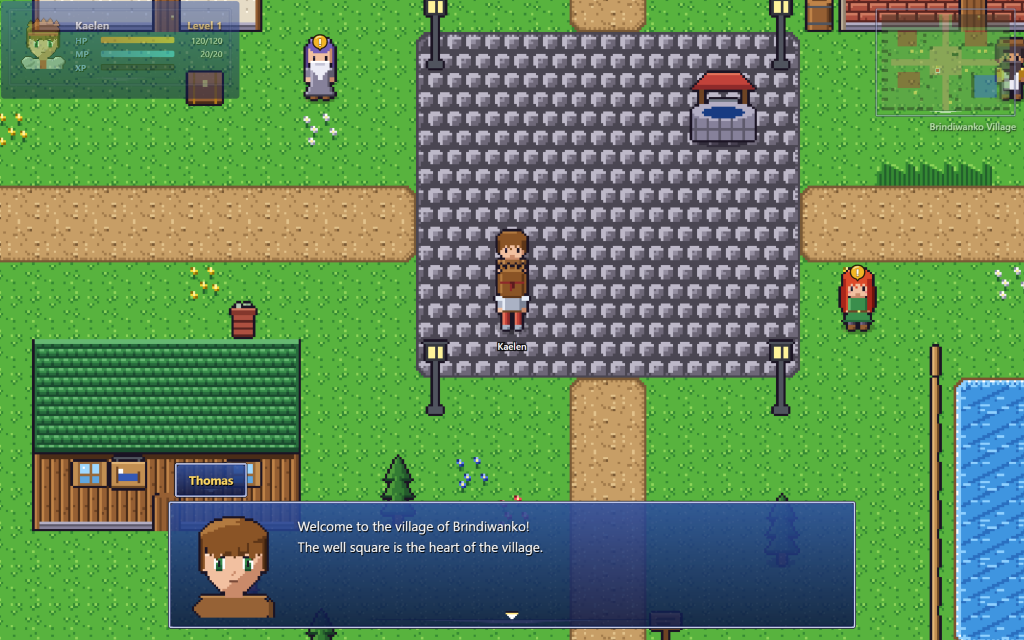 Kaelen Level 1
HP 120/120
MP 20/20
XP
Brindiwanko Village
Kaelen
Thomas
Welcome to the village of Brindiwanko!
The well square is the heart of the village.